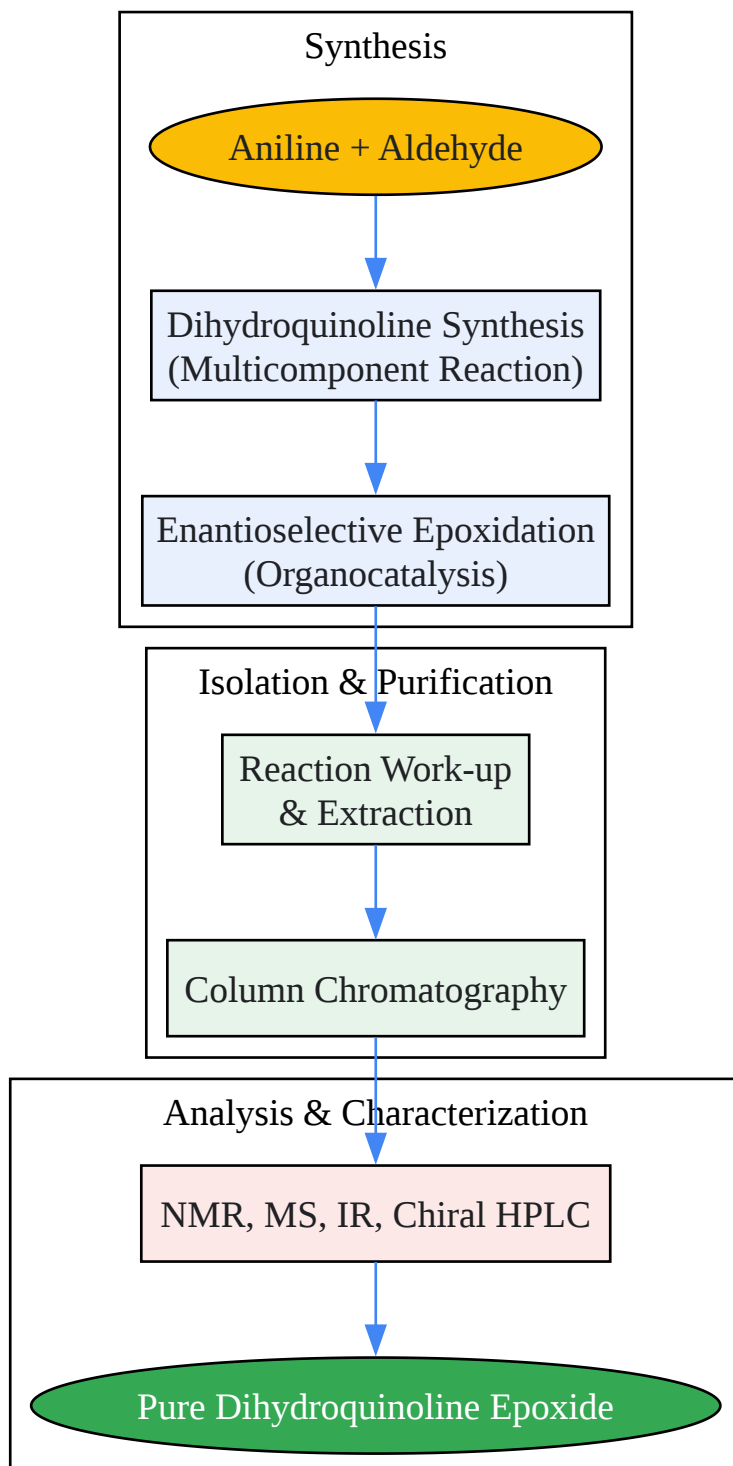 Synthesis
Aniline + Aldehyde
Dihydroquinoline Synthesis
(Multicomponent Reaction)
Enantioselective Epoxidation
(Organocatalysis)
Isolation & Purification
Reaction Work-up
& Extraction
Column Chromatography
Analysis & Characterization
NMR, MS, IR, Chiral HPLC
Pure Dihydroquinoline Epoxide